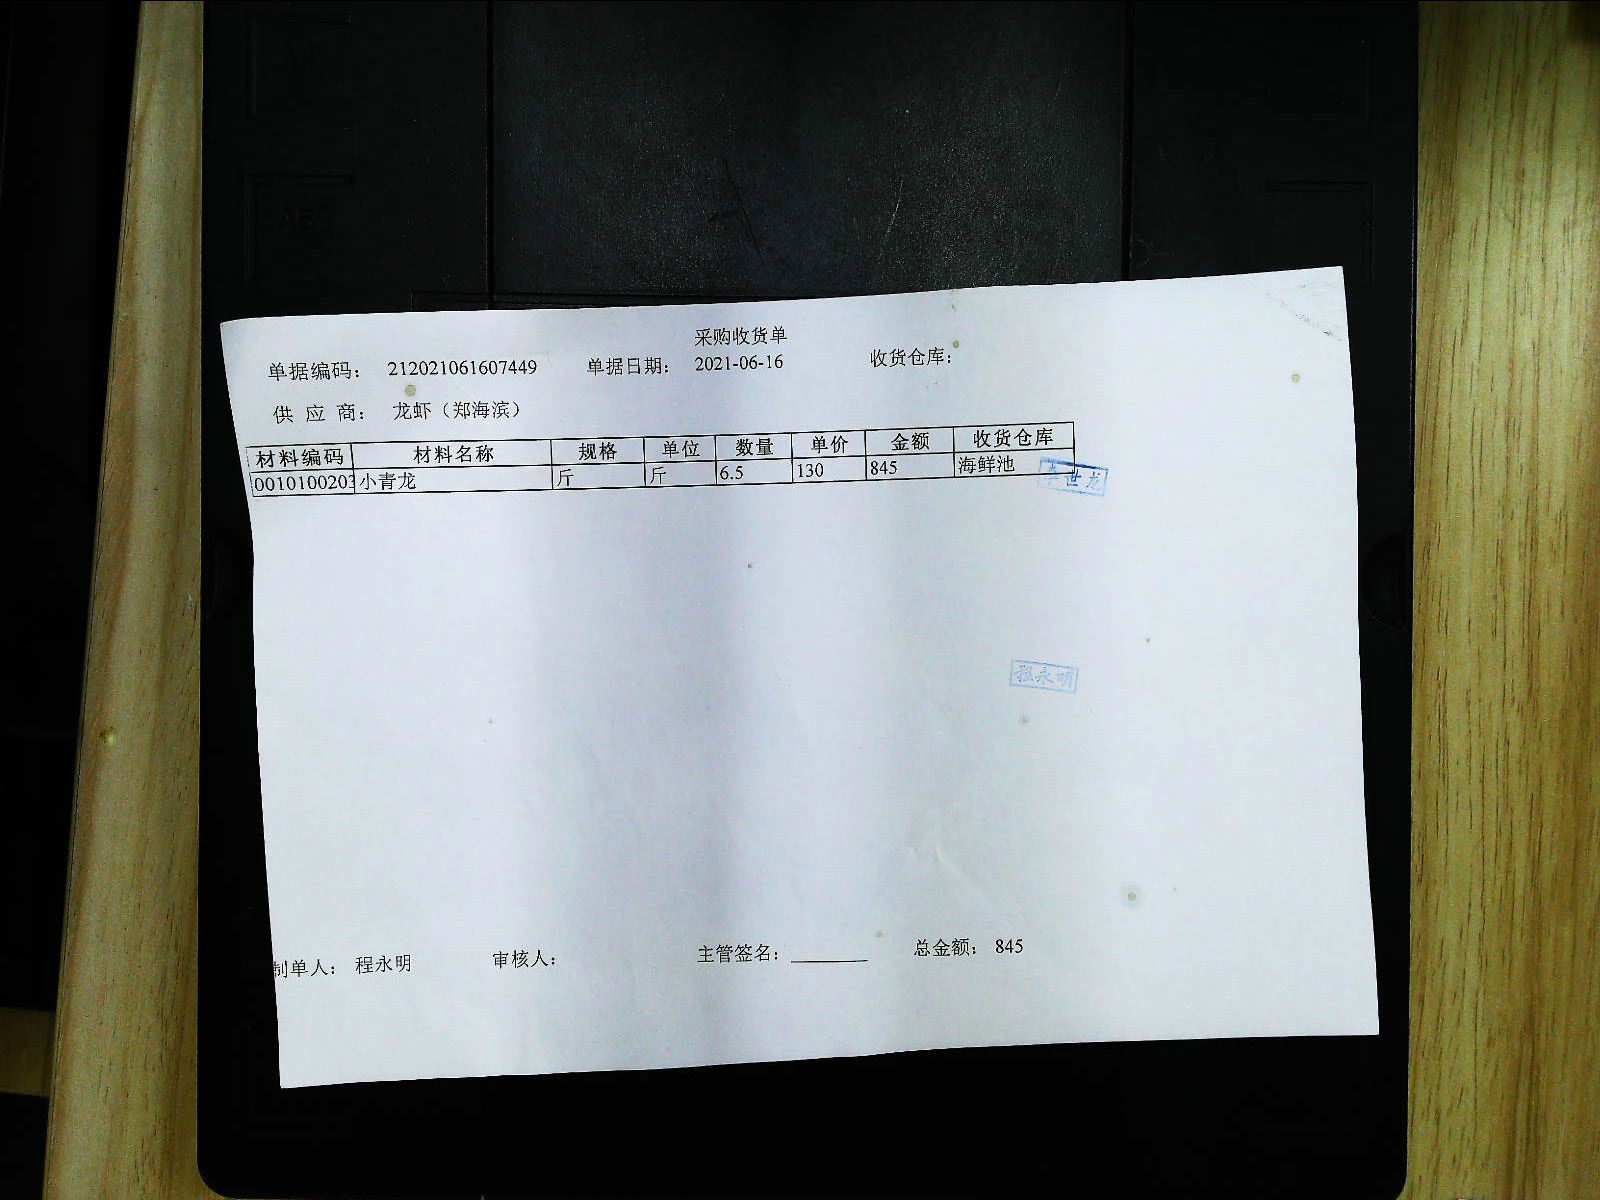 采购收货单
单据编码： 212021061607449 单据日期： 2021-06-16 收货仓库：
供 应 商： 龙虾（郑海滨）
材料编码 材料名称 规格 单位 数量 单价 金额 收货仓库
0010100203 小青龙 斤 斤 6.5 130 845 海鲜池
世龙
程永明
制单人： 程永明 审核人： 主管签名： 总金额： 845